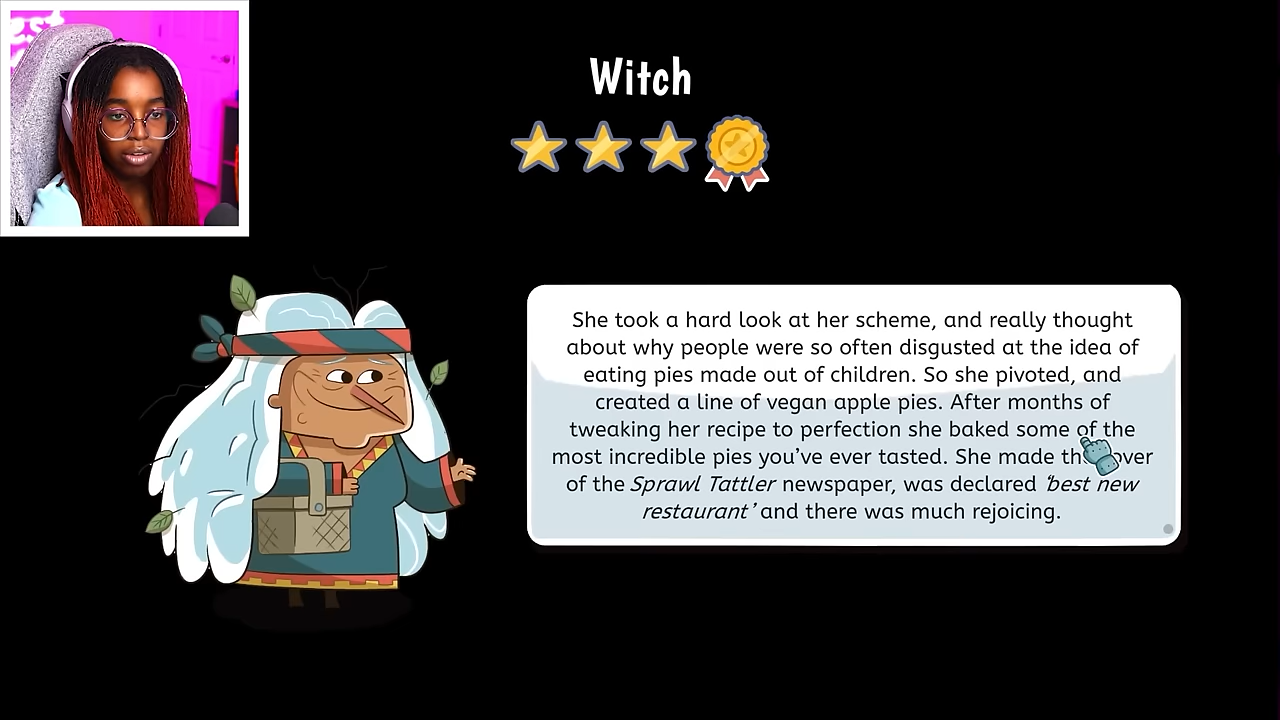 Witch
She took a hard look at her scheme, and really thought
about why people were so often disgusted at the idea of
eating pies made out of children. So she pivoted, and
created a line of vegan apple pies. After months of
tweaking her recipe to perfection she baked some of the
most incredible pies you’ve ever tasted. She made the cover
of the Sprawl Tattler newspaper, was declared ‘best new
restaurant’ and there was much rejoicing.